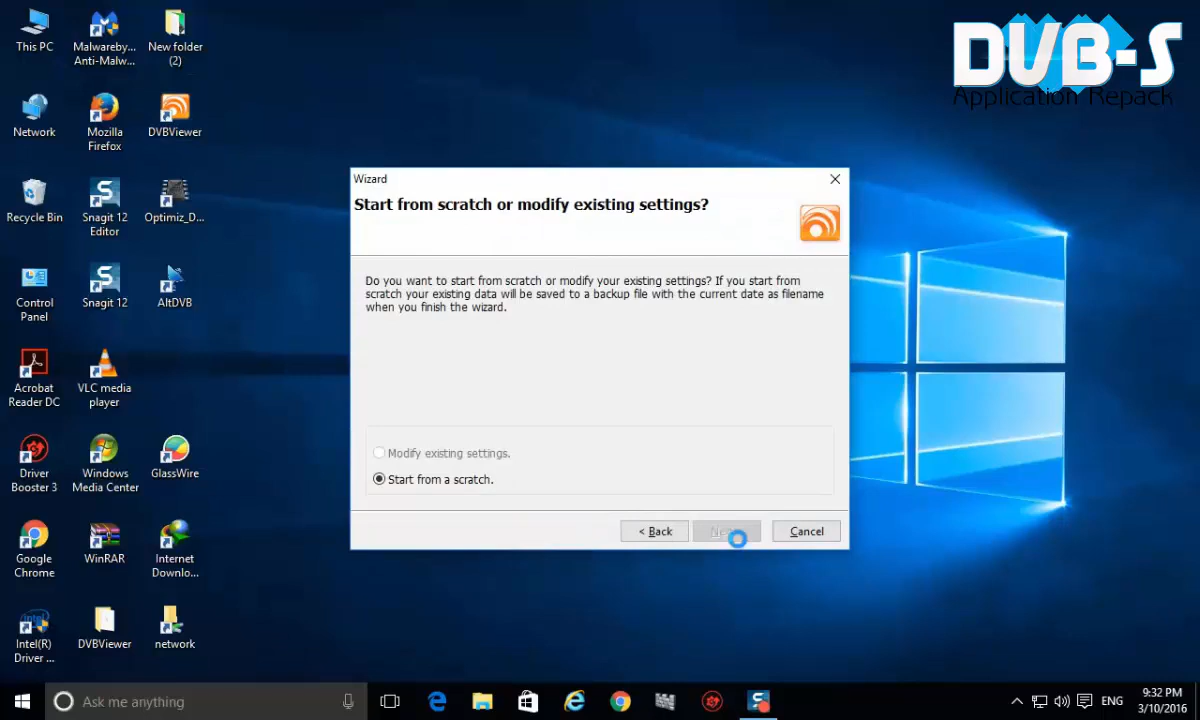 This PC
Malwareby...
Anti-Malw...
New folder
(2)
Network
Mozilla
Firefox
DVBViewer
Recycle Bin
Snagit 12
Editor
Optimiz_D...
Control
Panel
Snagit 12
AltDVB
Acrobat
Reader DC
VLC media
player
Driver
Booster 3
Windows
Media Center
GlassWire
Google
Chrome
WinRAR
Internet
Downlo...
Intel(R)
Driver ...
DVBViewer
network
DVB-S
Application Repack
Wizard
Start from scratch or modify existing settings?
Do you want to start from scratch or modify your existing settings? If you start from
scratch your existing data will be saved to a backup file with the current date as filename
when you finish the wizard.
Modify existing settings.
Start from a scratch.
< Back
Cancel
Ask me anything
ENG
9:32 PM
3/10/2016